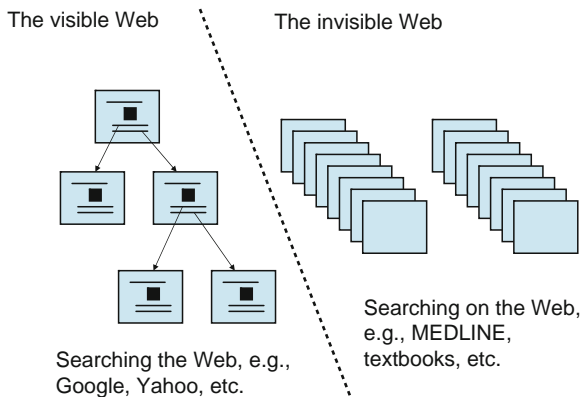 The visible Web
The invisible Web
Searching on the Web,
e.g., MEDLINE,
textbooks, etc.
Searching the Web, e.g.,
Google, Yahoo, etc.